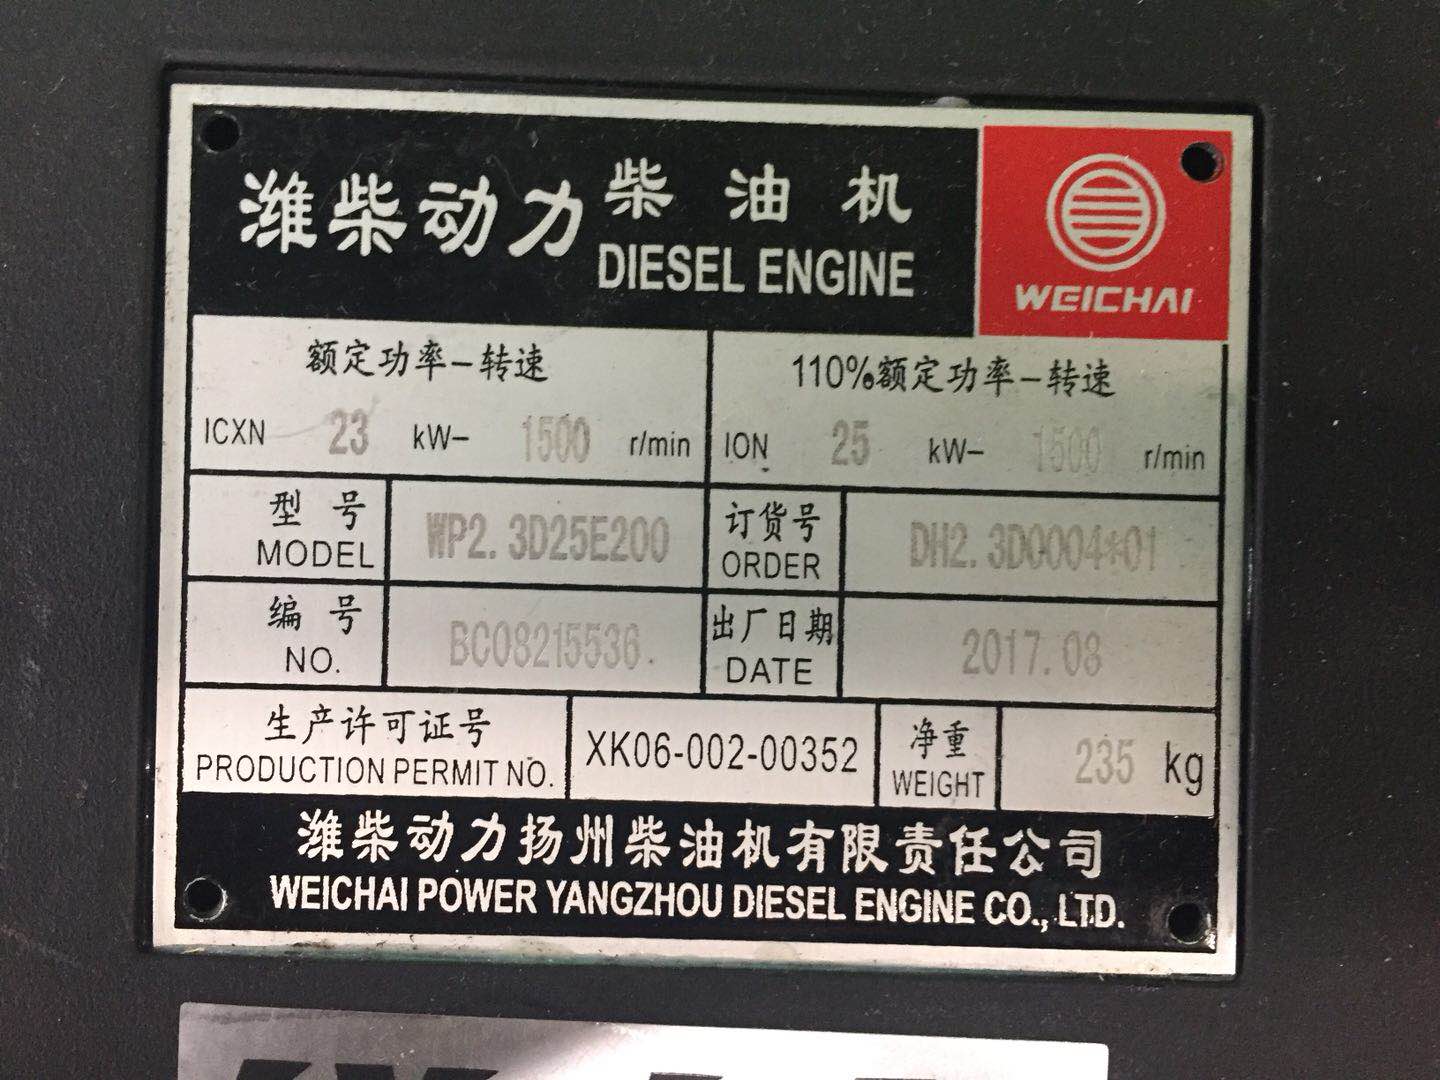 潍柴动力 柴油机
DIESEL ENGINE
WEICHAI
额定功率-转速
ICXN 23 kW- 1500 r/min
110%额定功率-转速
ION 25 kW- 1500 r/min
型号
MODEL
WP2.3D25E200
订货号
ORDER
DH2.3D0004*01
编号
NO.
BC08215536
出厂日期
DATE
2017.08
生产许可证号
PRODUCTION PERMIT NO.
XK06-002-00352
净重
WEIGHT
235 kg
潍柴动力扬州柴油机有限责任公司
WEICHAI POWER YANGZHOU DIESEL ENGINE CO., LTD.